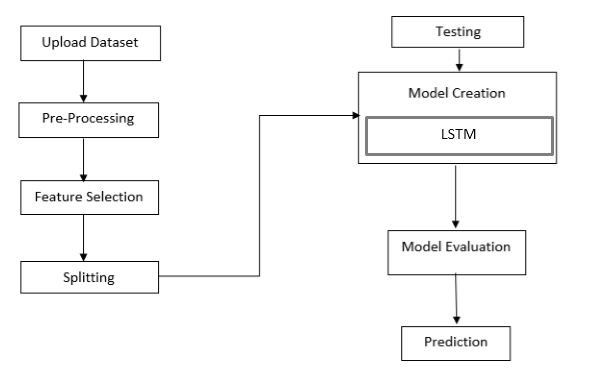 Upload Dataset
Pre-Processing
Feature Selection
Splitting
Testing
Model Creation
LSTM
Model Evaluation
Prediction